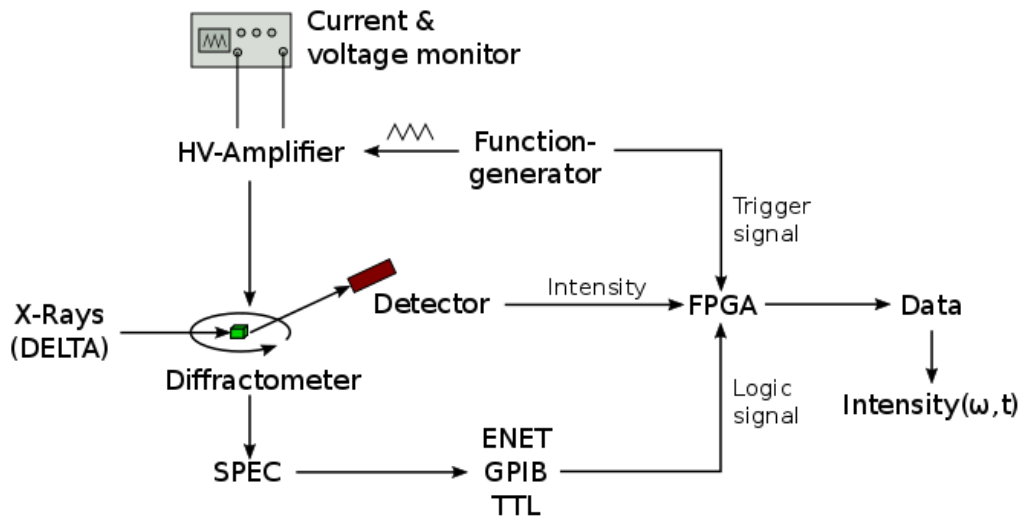 Current &
voltage monitor
HV-Amplifier
Function-
generator
Trigger
signal
Intensity
Detector
FPGA
Data
X-Rays
(DELTA)
Diffractometer
Logic
signal
Intensity(ω,t)
SPEC
ENET
GPIB
TTL